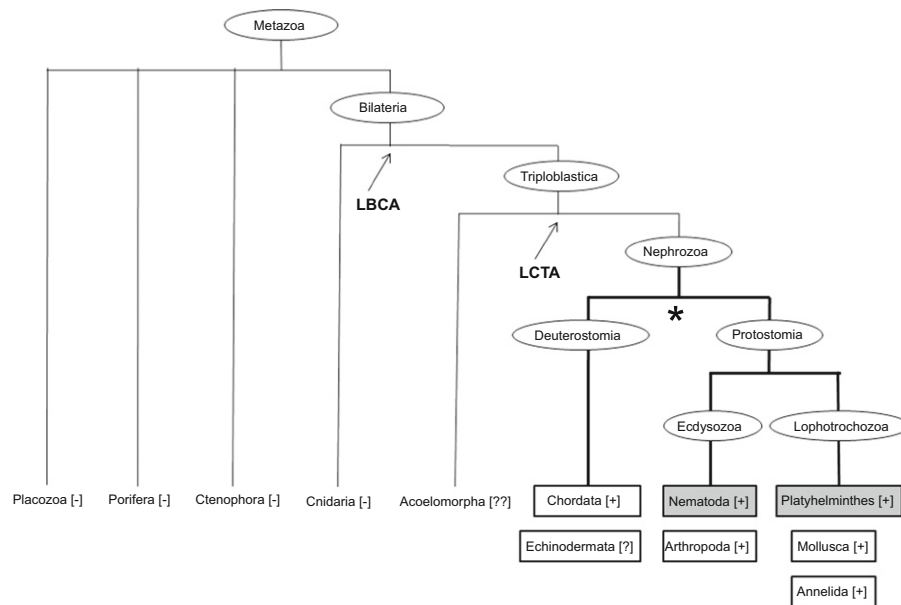 Metazoa
Bilateria
LBCA
Triploblastica
LCTA
Nephrozoa
*
Deuterostomia
Protostomia
Ecdysozoa
Lophotrochozoa
Placozoa [-]
Porifera [-]
Ctenophora [-]
Cnidaria [-]
Acoelomorpha [??]
Chordata [+]
Nematoda [+]
Platyhelminthes [+]
Echinodermata [?]
Arthropoda [+]
Mollusca [+]
Annelida [+]